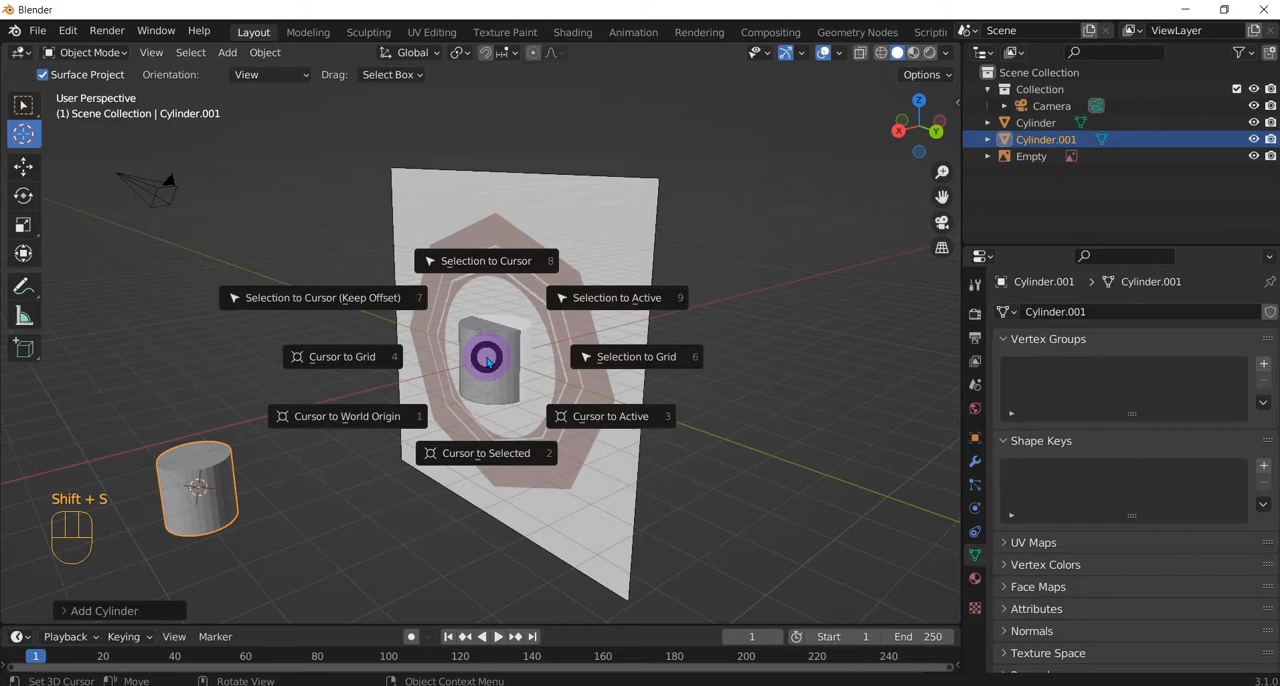 Blender
File Edit Render Window Help Layout Modeling Sculpting UV Editing Texture Paint Shading Animation Rendering Compositing Geometry Nodes Scene ViewLayer
Object Mode View Select Add Object Global
Surface Project Orientation: View Drag: Select Box Options
User Perspective
(1) Scene Collection | Cylinder.001
Z
X Y
Scene Collection
Collection
Camera
Cylinder
Cylinder.001
Empty
Selection to Cursor 8
Selection to Cursor (Keep Offset) 7 Selection to Active 9
Cursor to Grid 4 Selection to Grid 6
Cursor to World Origin 1 Cursor to Active 3
Cursor to Selected 2
Shift + S
Add Cylinder
Cylinder.001 Cylinder.001
Cylinder.001
Vertex Groups
Shape Keys
UV Maps
Vertex Colors
Face Maps
Attributes
Normals
Texture Space
Playback Keying View Marker 1 Start 1 End 250
1 20 40 60 80 100 120 140 160 180 200 220 240
Set 3D Cursor Move Rotate View Object Context Menu 3.1.0